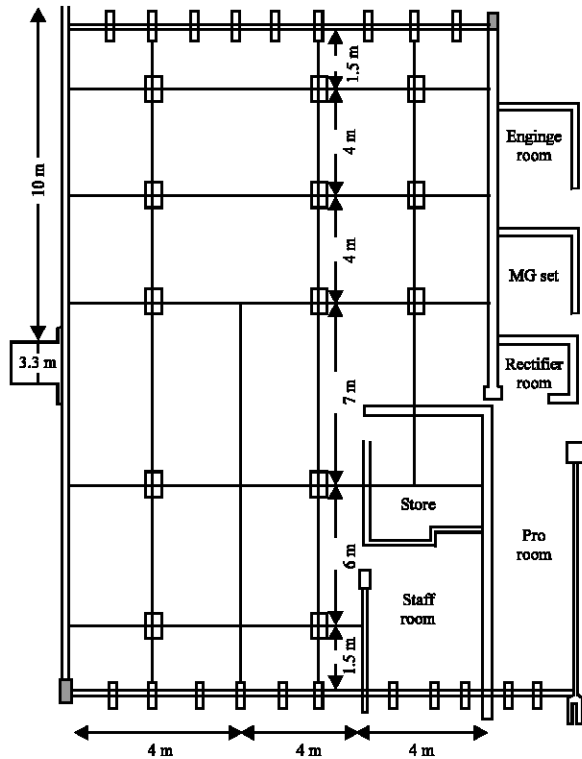 1.5 m
10 m
4 m
Enginge
room
4 m
MG set
3.3 m
Rectifier
room
7 m
Store
Pro
room
6 m
Staff
room
1.5 m
4 m
4 m
4 m